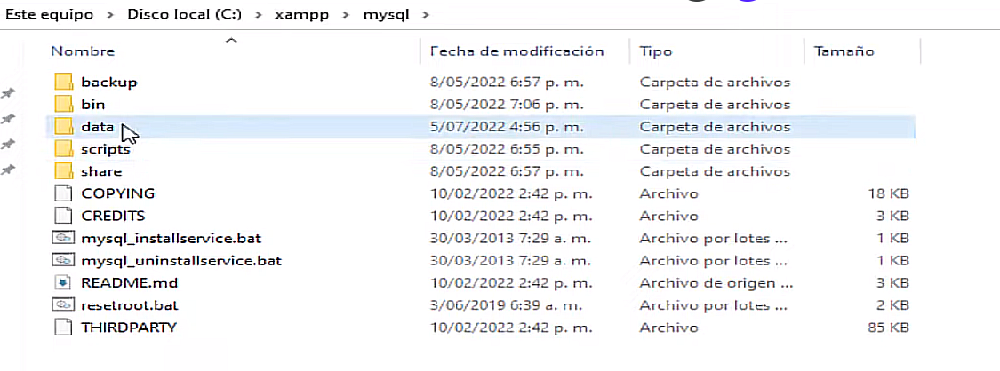 Este equipo > Disco local (C:) > xampp > mysql >
Nombre Fecha de modificación Tipo Tamaño
backup 8/05/2022 6:57 p. m. Carpeta de archivos
bin 8/05/2022 7:06 p. m. Carpeta de archivos
data 5/07/2022 4:56 p. m. Carpeta de archivos
scripts 8/05/2022 6:55 p. m. Carpeta de archivos
share 8/05/2022 6:57 p. m. Carpeta de archivos
COPYING 10/02/2022 2:42 p. m. Archivo 18 KB
CREDITS 10/02/2022 2:42 p. m. Archivo 3 KB
mysql_installservice.bat 30/03/2013 7:29 a. m. Archivo por lotes ... 1 KB
mysql_uninstallservice.bat 30/03/2013 7:29 a. m. Archivo por lotes ... 1 KB
README.md 10/02/2022 2:42 p. m. Archivo de origen ... 3 KB
resetroot.bat 3/06/2019 6:39 a. m. Archivo por lotes ... 2 KB
THIRDPARTY 10/02/2022 2:42 p. m. Archivo 85 KB